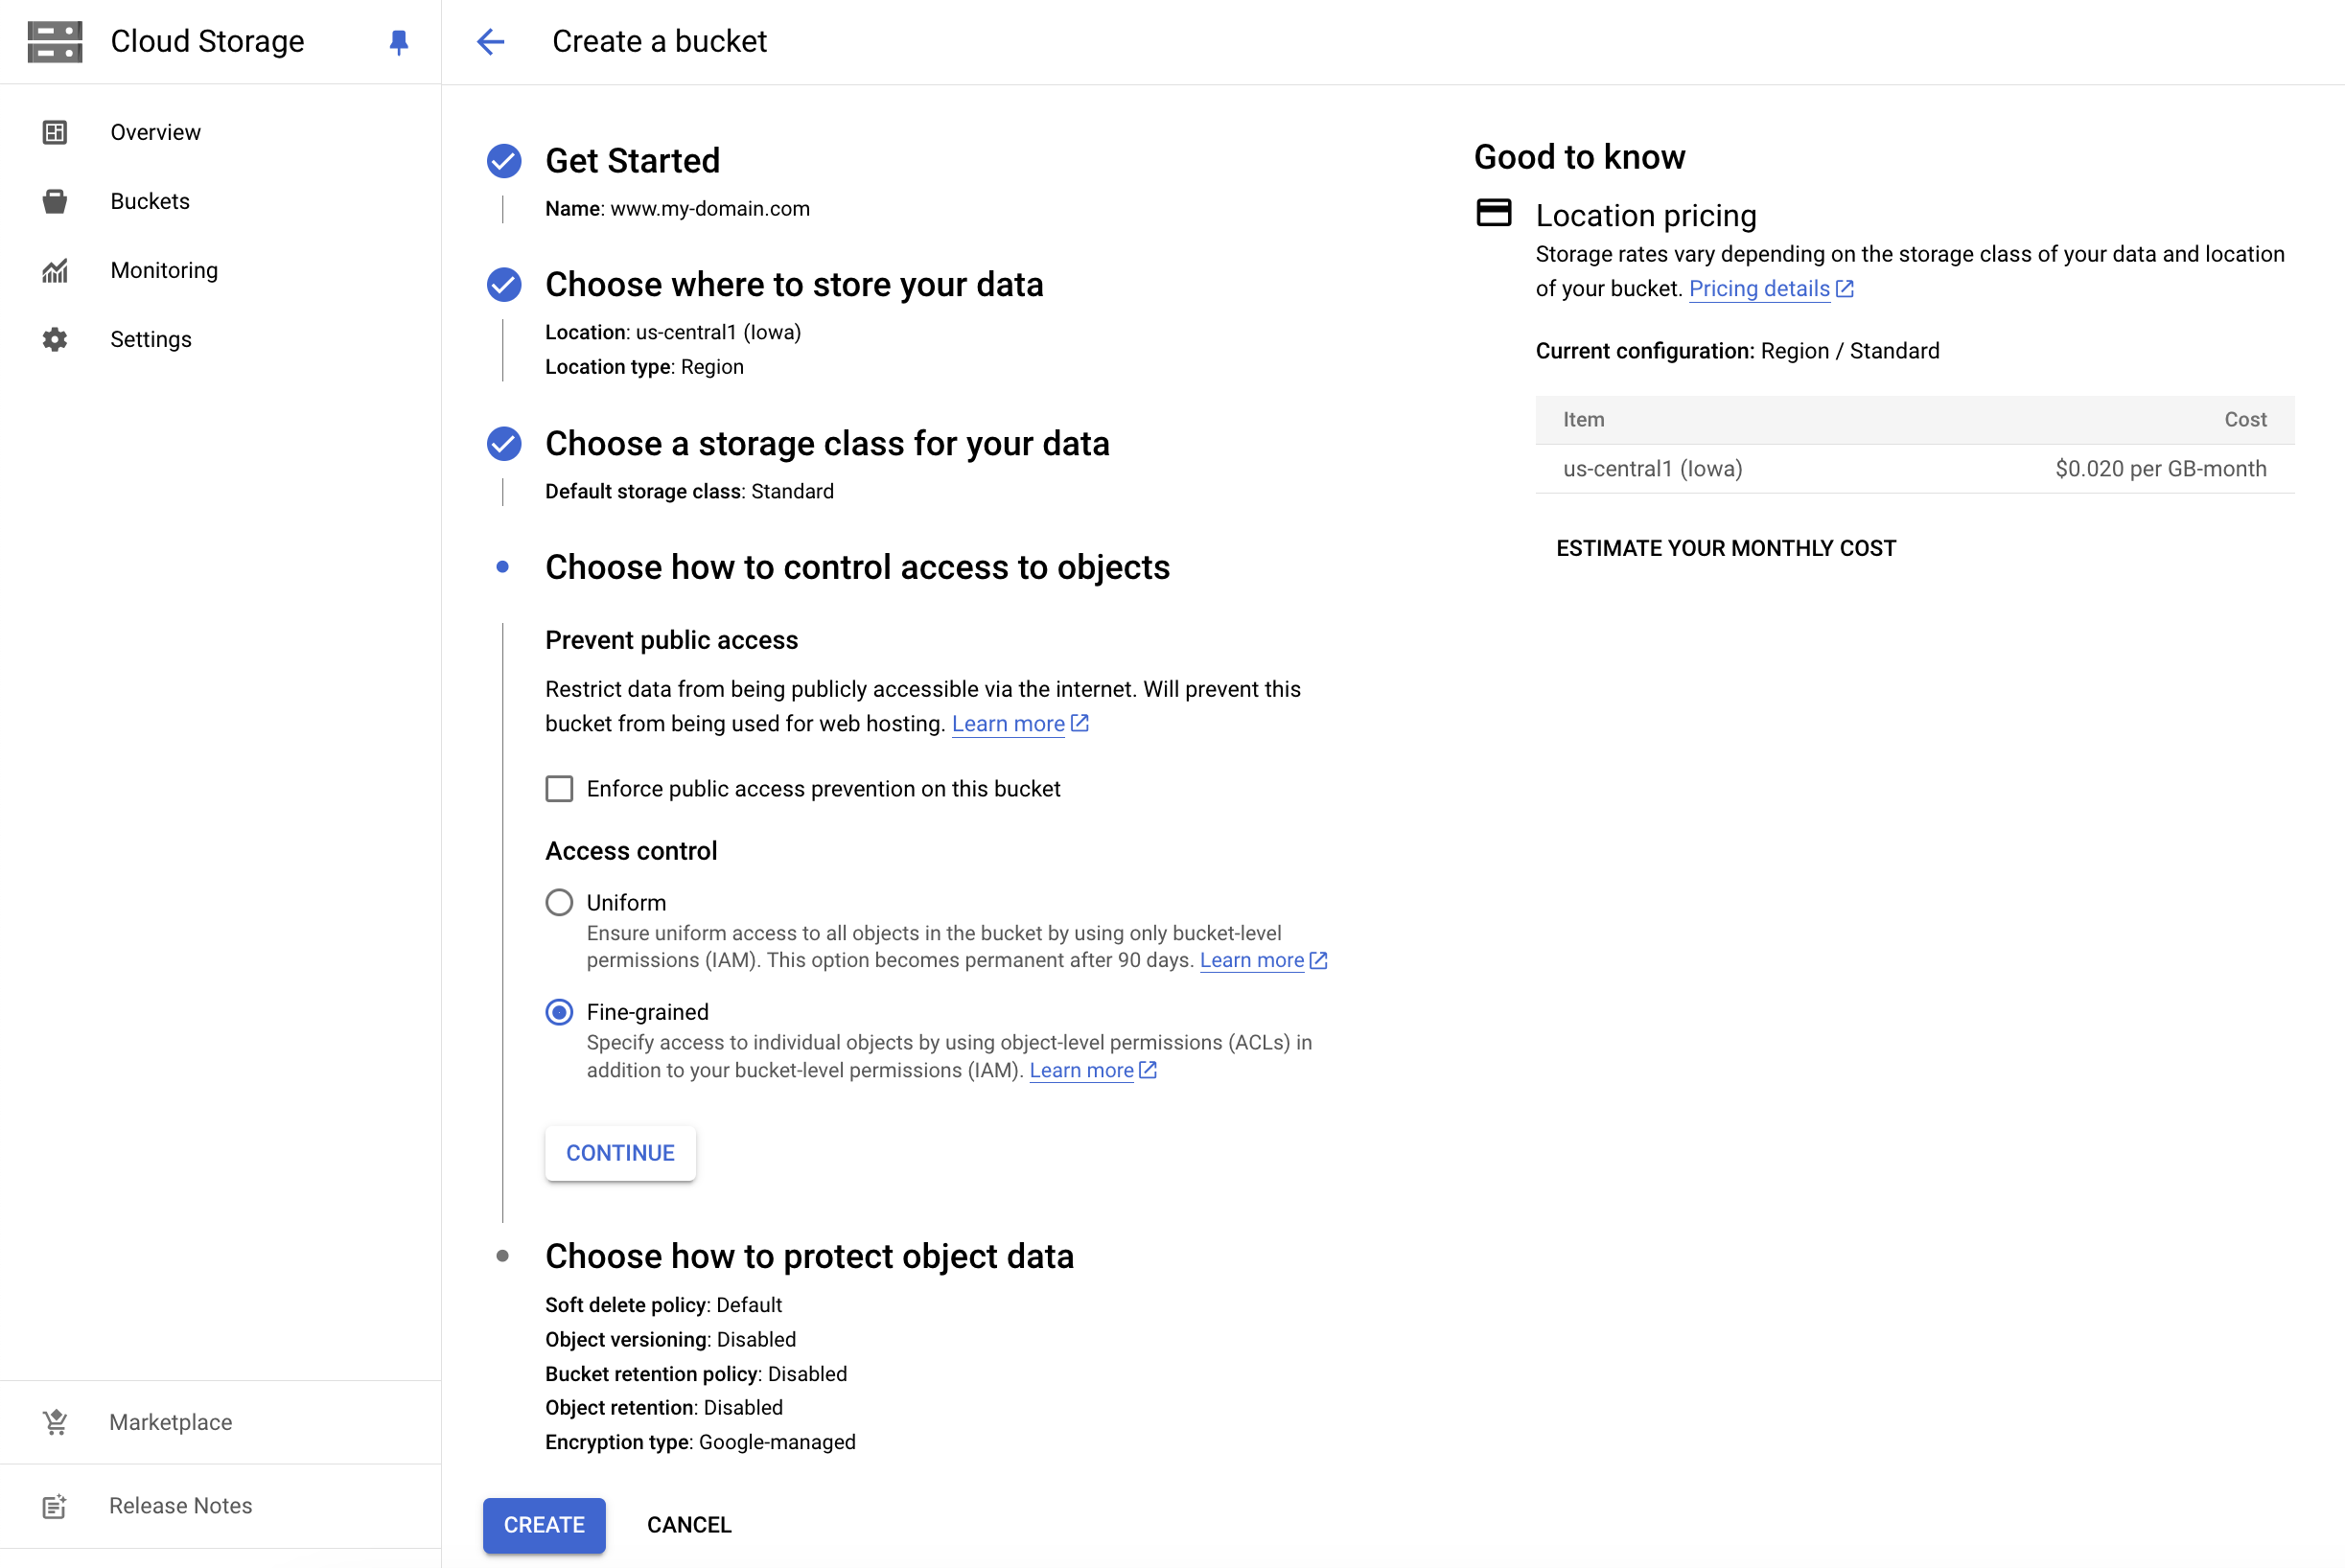 Cloud Storage
Overview
Buckets
Monitoring
Settings
Marketplace
Release Notes
Create a bucket
Get Started
Name: www.my-domain.com
Choose where to store your data
Location: us-central1 (Iowa)
Location type: Region
Choose a storage class for your data
Default storage class: Standard
Choose how to control access to objects
Prevent public access
Restrict data from being publicly accessible via the internet. Will prevent this
bucket from being used for web hosting. Learn more
Enforce public access prevention on this bucket
Access control
Uniform
Ensure uniform access to all objects in the bucket by using only bucket-level
permissions (IAM). This option becomes permanent after 90 days. Learn more
Fine-grained
Specify access to individual objects by using object-level permissions (ACLs) in
addition to your bucket-level permissions (IAM). Learn more
CONTINUE
Choose how to protect object data
Soft delete policy: Default
Object versioning: Disabled
Bucket retention policy: Disabled
Object retention: Disabled
Encryption type: Google-managed
CREATE CANCEL
Good to know
Location pricing
Storage rates vary depending on the storage class of your data and location
of your bucket. Pricing details
Current configuration: Region / Standard
Item Cost
us-central1 (Iowa) $0.020 per GB-month
ESTIMATE YOUR MONTHLY COST